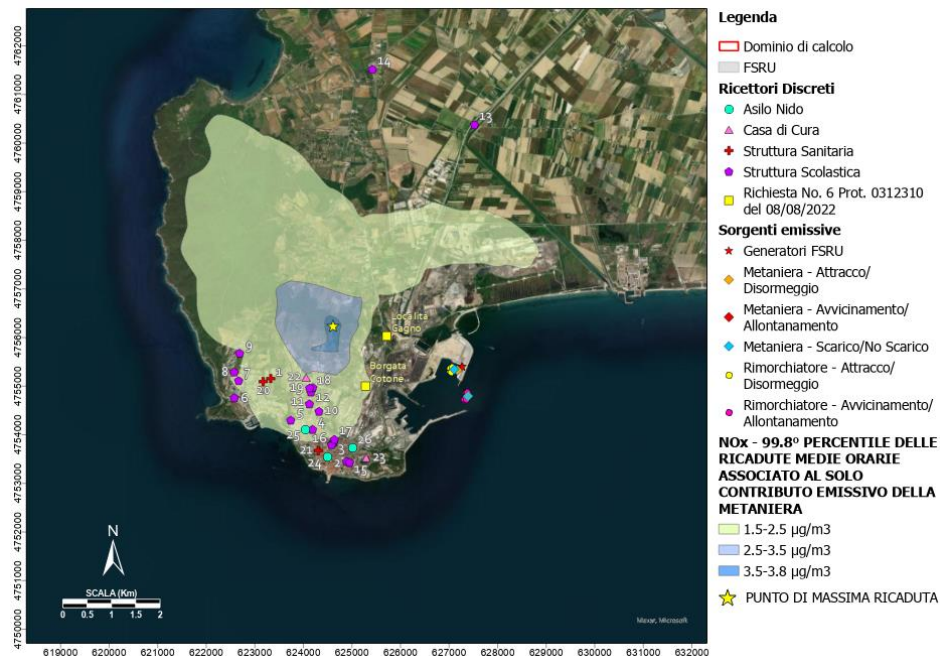 4762000
4761000
4760000
4759000
4758000
4757000
4756000
4755000
4754000
4753000
4752000
4751000
4750000
14
13
Località
Gagno
Borgata
Cotone
9
8
7
1
20
6
22
18
19
11
12
10
5
4
25
16
17
21
3
26
23
24
2
15
N
SCALA (Km)
0 0.5 1 2
Maxar, Microsoft
619000 620000 621000 622000 623000 624000 625000 626000 627000 628000 629000 630000 631000 632000
Legenda
Dominio di calcolo
FSRU
Ricettori Discreti
Asilo Nido
Casa di Cura
Struttura Sanitaria
Struttura Scolastica
Richiesta No. 6 Prot. 0312310
del 08/08/2022
Sorgenti emissive
Generatori FSRU
Metaniera - Attracco/
Disormeggio
Metaniera - Avvicinamento/
Allontanamento
Metaniera - Scarico/No Scarico
Rimorchiatore - Attracco/
Disormeggio
Rimorchiatore - Avvicinamento/
Allontanamento
NOx - 99.8º PERCENTILE DELLE
RICADUTE MEDIE ORARIE
ASSOCIATO AL SOLO
CONTRIBUTO EMISSIVO DELLA
METANIERA
1.5-2.5 µg/m3
2.5-3.5 µg/m3
3.5-3.8 µg/m3
PUNTO DI MASSIMA RICADUTA